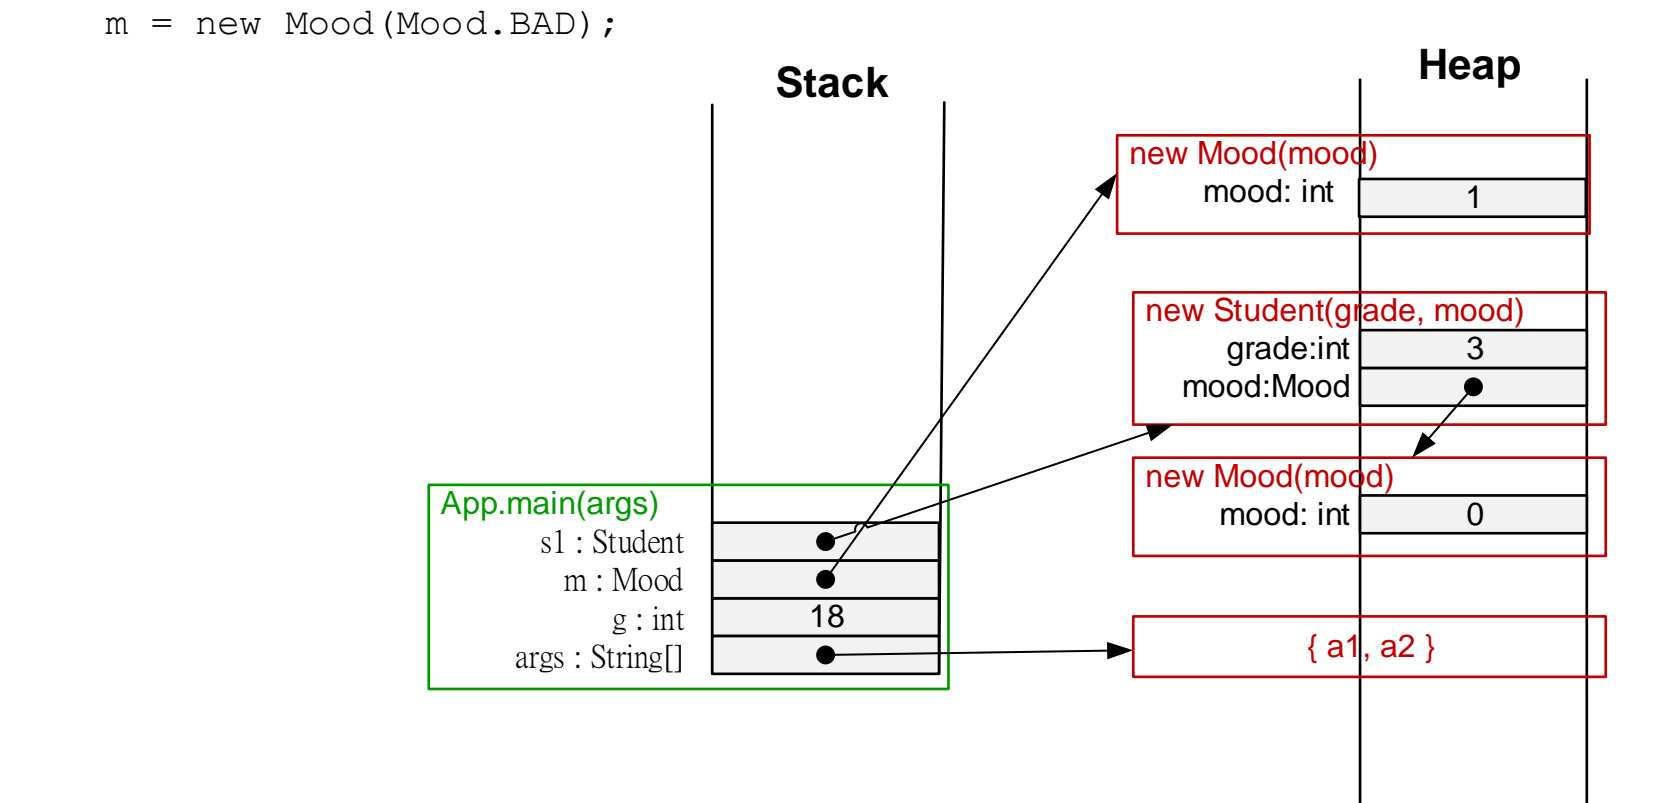 m = new Mood(Mood.BAD);
Stack
Heap
new Mood(mood)
mood: int
1
new Student(grade, mood)
grade:int
3
mood:Mood
new Mood(mood)
mood: int
0
App.main(args)
s1 : Student
m : Mood
g : int
18
args : String[]
{ a1, a2 }